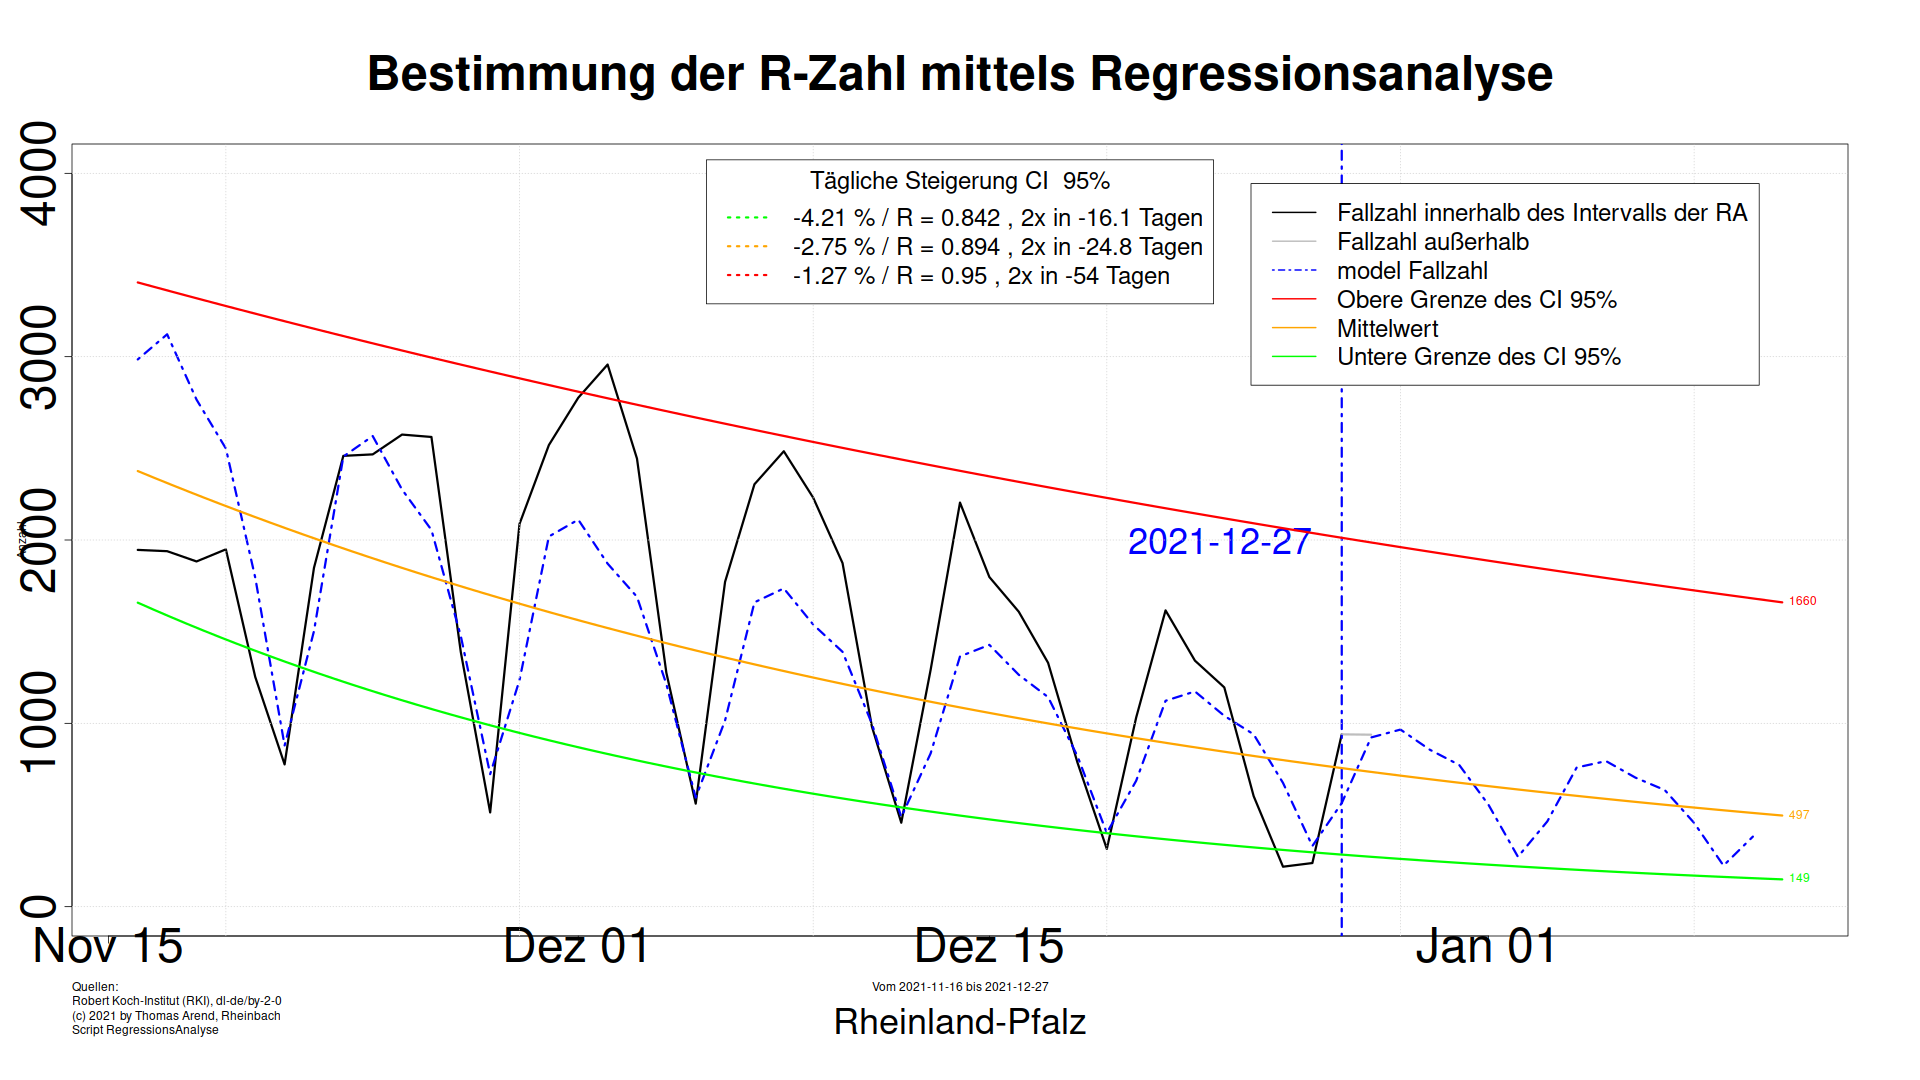 Bestimmung der R-Zahl mittels Regressionsanalyse
Anzahl
4000
3000
2000
1000
0
Tägliche Steigerung CI 95%
-4.21 % / R = 0.842 , 2x in -16.1 Tagen
-2.75 % / R = 0.894 , 2x in -24.8 Tagen
-1.27 % / R = 0.95 , 2x in -54 Tagen
Fallzahl innerhalb des Intervalls der RA
Fallzahl außerhalb
model Fallzahl
Obere Grenze des CI 95%
Mittelwert
Untere Grenze des CI 95%
2021-12-27
1660
497
149
Nov 15
Dez 01
Dez 15
Jan 01
Vom 2021-11-16 bis 2021-12-27
Rheinland-Pfalz
Quellen:
Robert Koch-Institut (RKI), dl-de/by-2-0
(c) 2021 by Thomas Arend, Rheinbach
Script RegressionsAnalyse